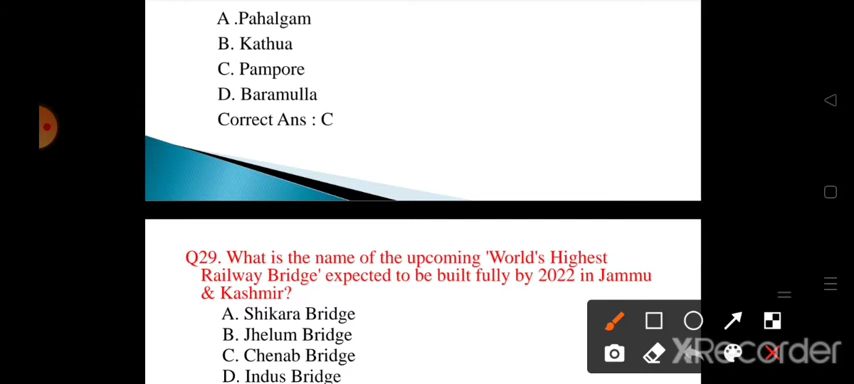 A .Pahalgam
B. Kathua
C. Pampore
D. Baramulla
Correct Ans : C
Q29. What is the name of the upcoming 'World's Highest
Railway Bridge' expected to be built fully by 2022 in Jammu
& Kashmir?
A. Shikara Bridge
B. Jhelum Bridge
C. Chenab Bridge
D. Indus Bridge
XRecorder